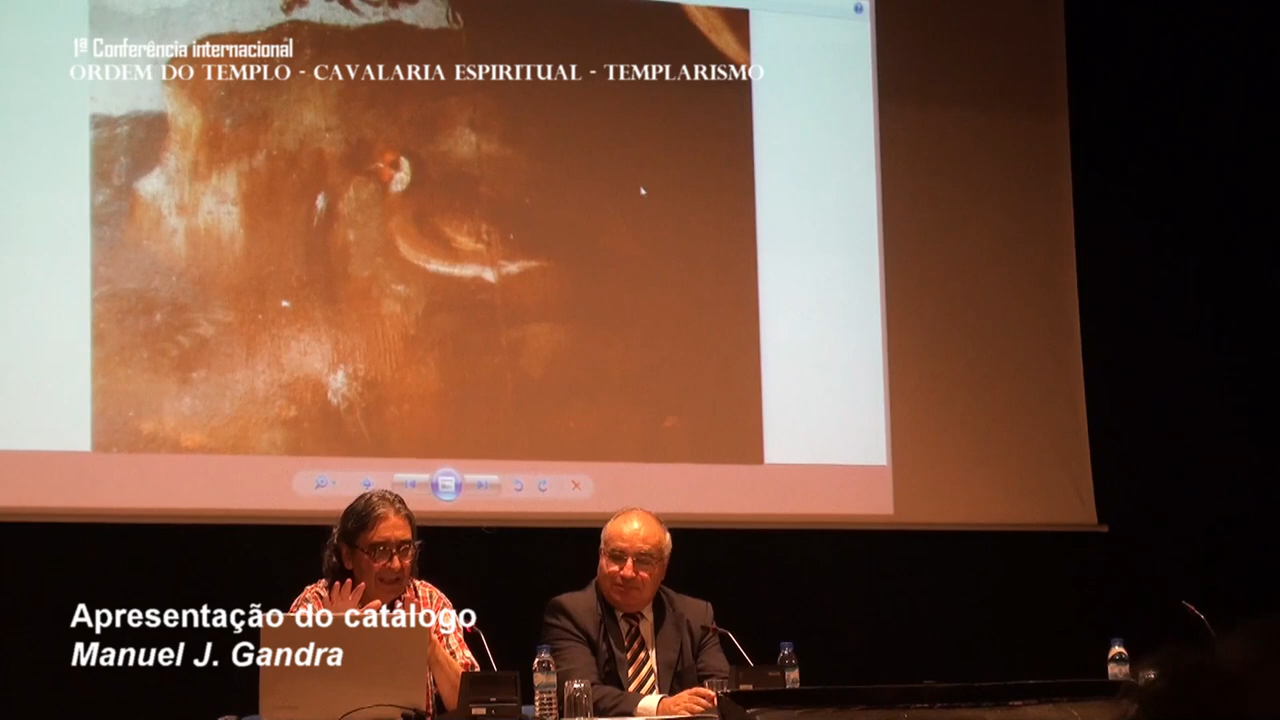 1ª Conferência internacional
ORDEM DO TEMPLO - CAVALARIA ESPIRITUAL - TEMPLARISMO
Apresentação do catálogo
Manuel J. Gandra